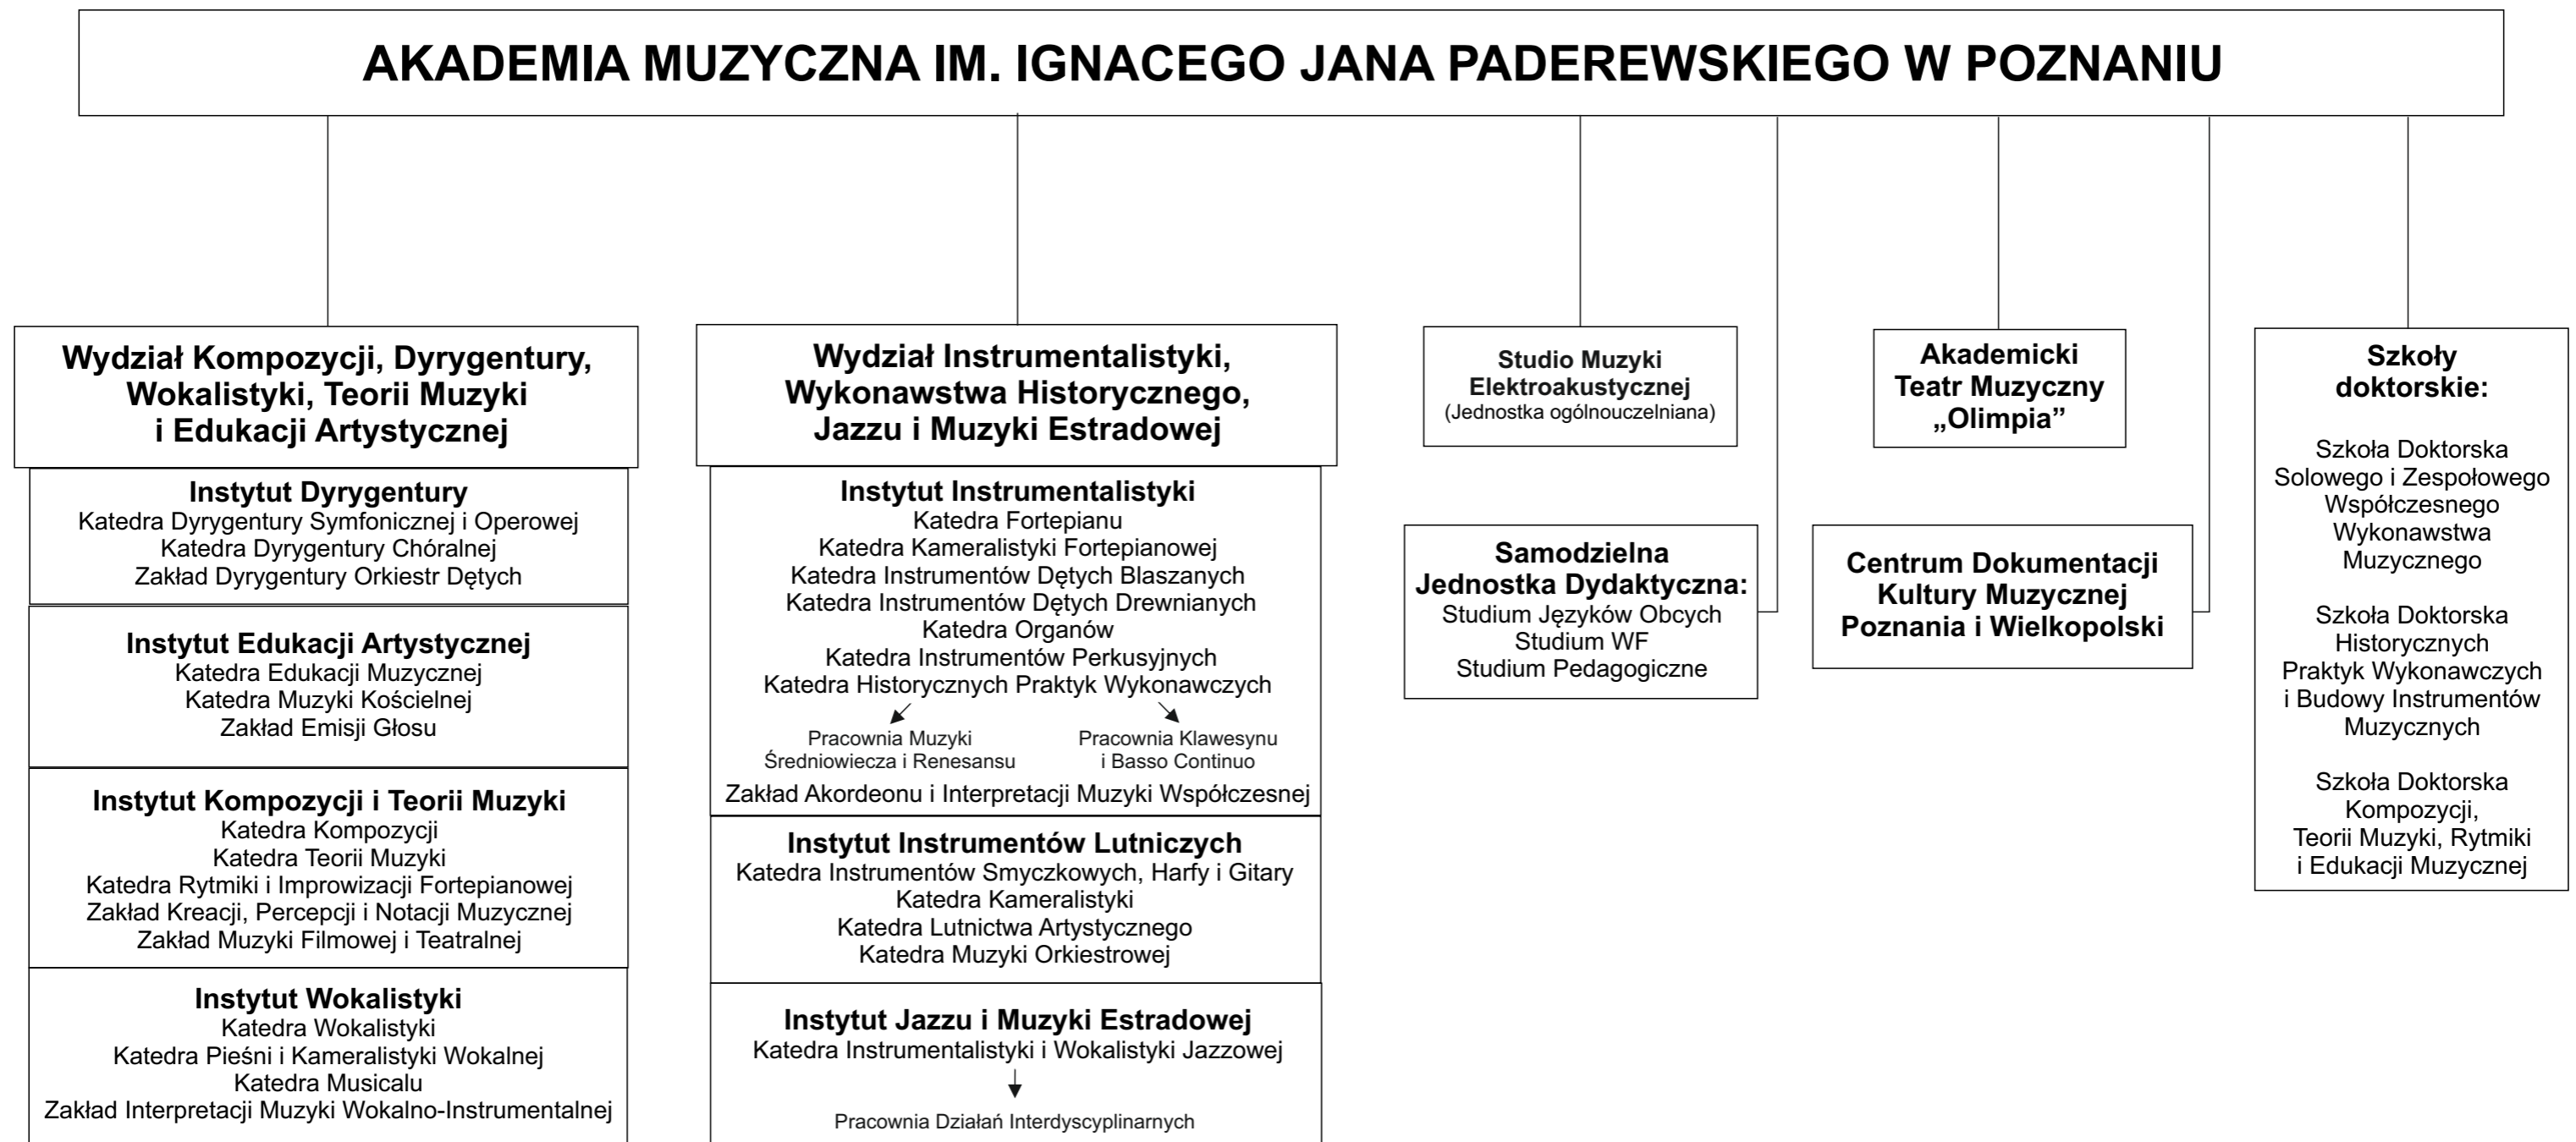 AKADEMIA MUZYCZNA IM. IGNACEGO JANA PADEREWSKIEGO W POZNANIU
Wydział Kompozycji, Dyrygentury,
Wokalistyki, Teorii Muzyki
i Edukacji Artystycznej
Instytut Dyrygentury
Katedra Dyrygentury Symfonicznej i Operowej
Katedra Dyrygentury Chóralnej
Zakład Dyrygentury Orkiestr Dętych
Instytut Edukacji Artystycznej
Katedra Edukacji Muzycznej
Katedra Muzyki Kościelnej
Zakład Emisji Głosu
Instytut Kompozycji i Teorii Muzyki
Katedra Kompozycji
Katedra Teorii Muzyki
Katedra Rytmiki i Improwizacji Fortepianowej
Zakład Kreacji, Percepcji i Notacji Muzycznej
Zakład Muzyki Filmowej i Teatralnej
Instytut Wokalistyki
Katedra Wokalistyki
Katedra Pieśni i Kameralistyki Wokalnej
Katedra Musicalu
Zakład Interpretacji Muzyki Wokalno-Instrumentalnej
Wydział Instrumentalistyki,
Wykonawstwa Historycznego,
Jazzu i Muzyki Estradowej
Instytut Instrumentalistyki
Katedra Fortepianu
Katedra Kameralistyki Fortepianowej
Katedra Instrumentów Dętych Blaszanych
Katedra Instrumentów Dętych Drewnianych
Katedra Organów
Katedra Instrumentów Perkusyjnych
Katedra Historycznych Praktyk Wykonawczych
Pracownia Muzyki
Średniowiecza i Renesansu
Pracownia Klawesynu
i Basso Continuo
Zakład Akordeonu i Interpretacji Muzyki Współczesnej
Instytut Instrumentów Lutniczych
Katedra Instrumentów Smyczkowych, Harfy i Gitary
Katedra Kameralistyki
Katedra Lutnictwa Artystycznego
Katedra Muzyki Orkiestrowej
Instytut Jazzu i Muzyki Estradowej
Katedra Instrumentalistyki i Wokalistyki Jazzowej
Pracownia Działań Interdyscyplinarnych
Studio Muzyki
Elektroakustycznej
(Jednostka ogólnouczelniana)
Samodzielna
Jednostka Dydaktyczna:
Studium Języków Obcych
Studium WF
Studium Pedagogiczne
Akademicki
Teatr Muzyczny
„Olimpia”
Centrum Dokumentacji
Kultury Muzycznej
Poznania i Wielkopolski
Szkoły
doktorskie:
Szkoła Doktorska
Solowego i Zespołowego
Współczesnego
Wykonawstwa
Muzycznego
Szkoła Doktorska
Historycznych
Praktyk Wykonawczych
i Budowy Instrumentów
Muzycznych
Szkoła Doktorska
Kompozycji,
Teorii Muzyki, Rytmiki
i Edukacji Muzycznej